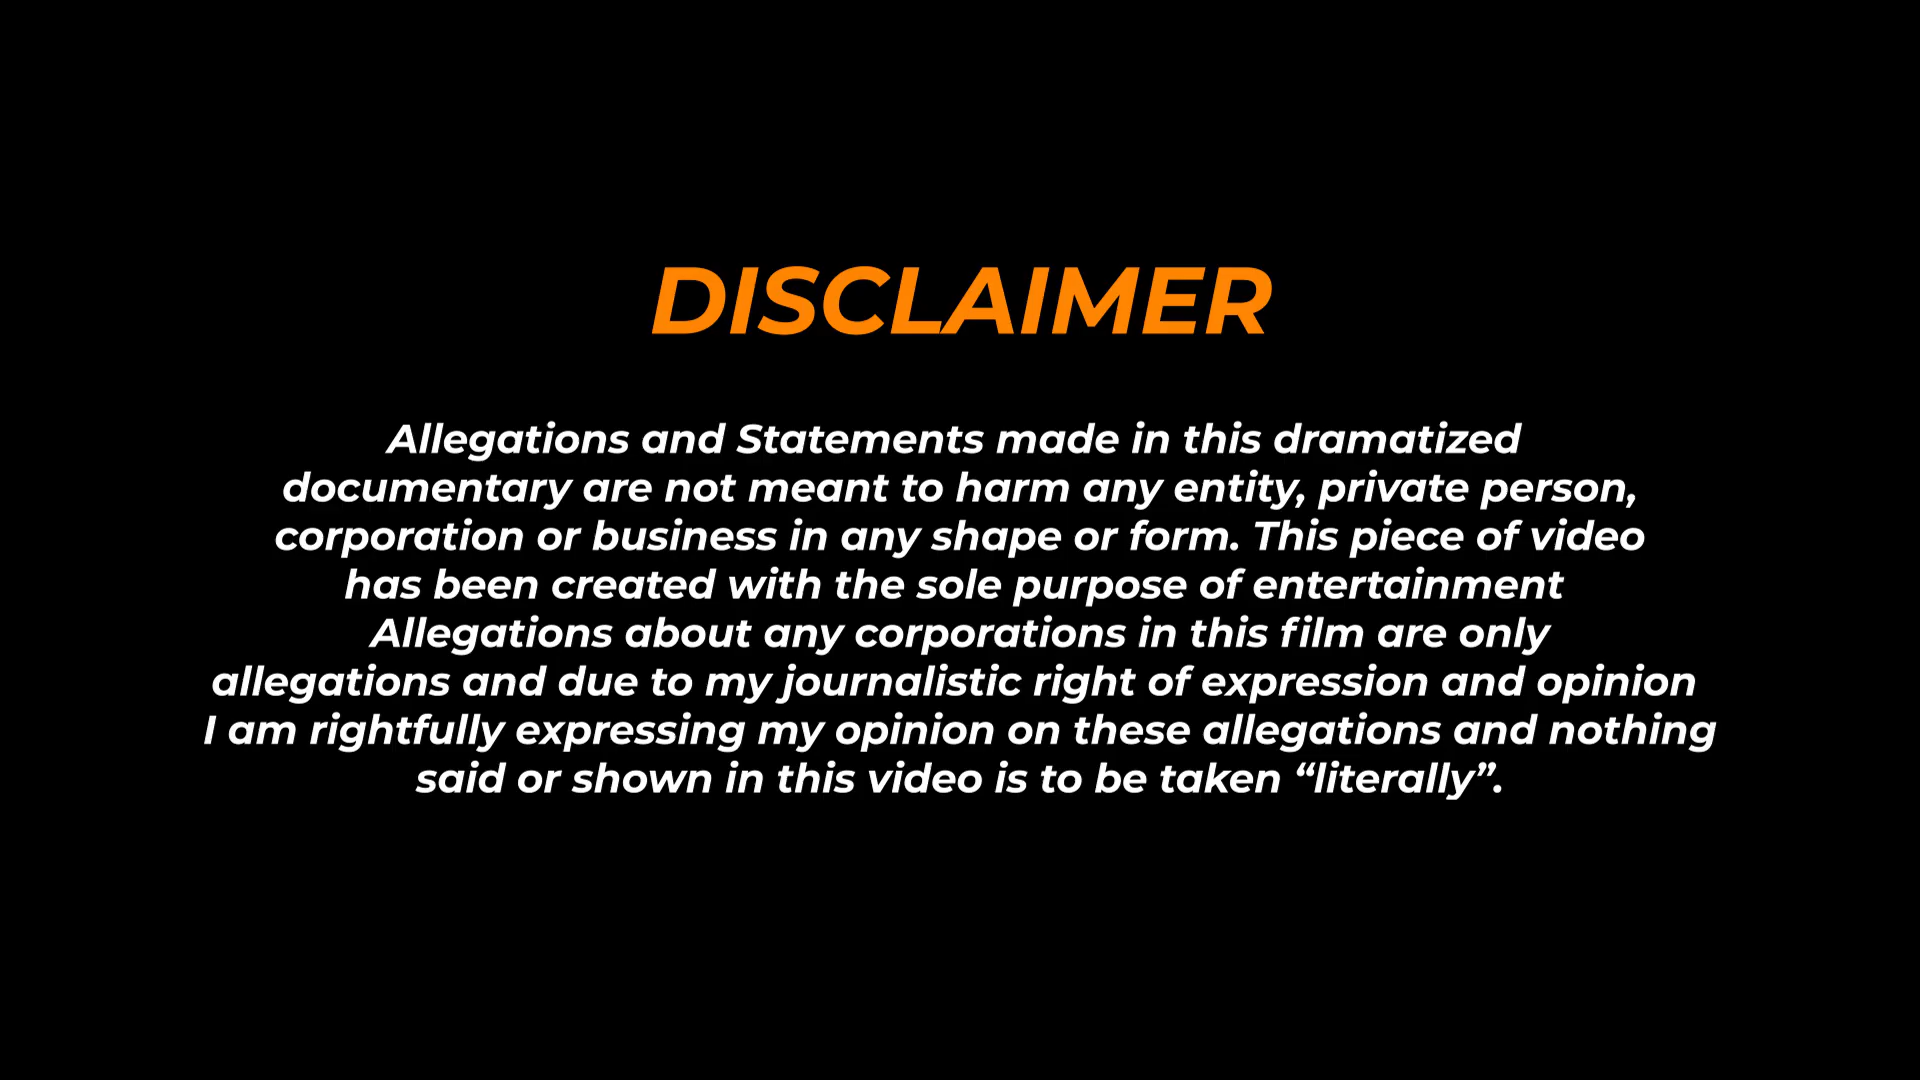 DISCLAIMER
Allegations and Statements made in this dramatized
documentary are not meant to harm any entity, private person,
corporation or business in any shape or form. This piece of video
has been created with the sole purpose of entertainment
Allegations about any corporations in this film are only
allegations and due to my journalistic right of expression and opinion
I am rightfully expressing my opinion on these allegations and nothing
said or shown in this video is to be taken “literally”.